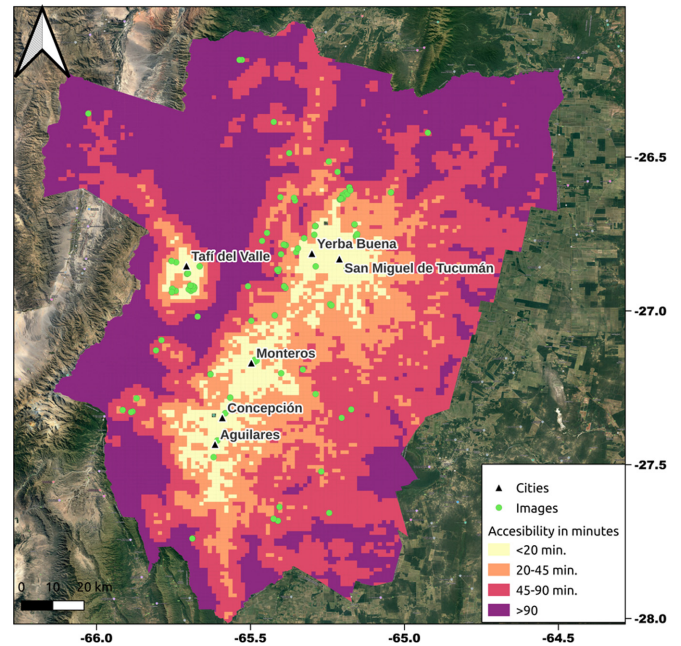 Tafí del Valle
Yerba Buena
San Miguel de Tucumán
Monteros
Concepción
Aguilares
-26.5
-27.0
-27.5
-28.0
Cities
Images
Accesibility in minutes
<20 min.
20-45 min.
45-90 min.
>90
0 10 20 km
-66.0 -65.5 -65.0 -64.5